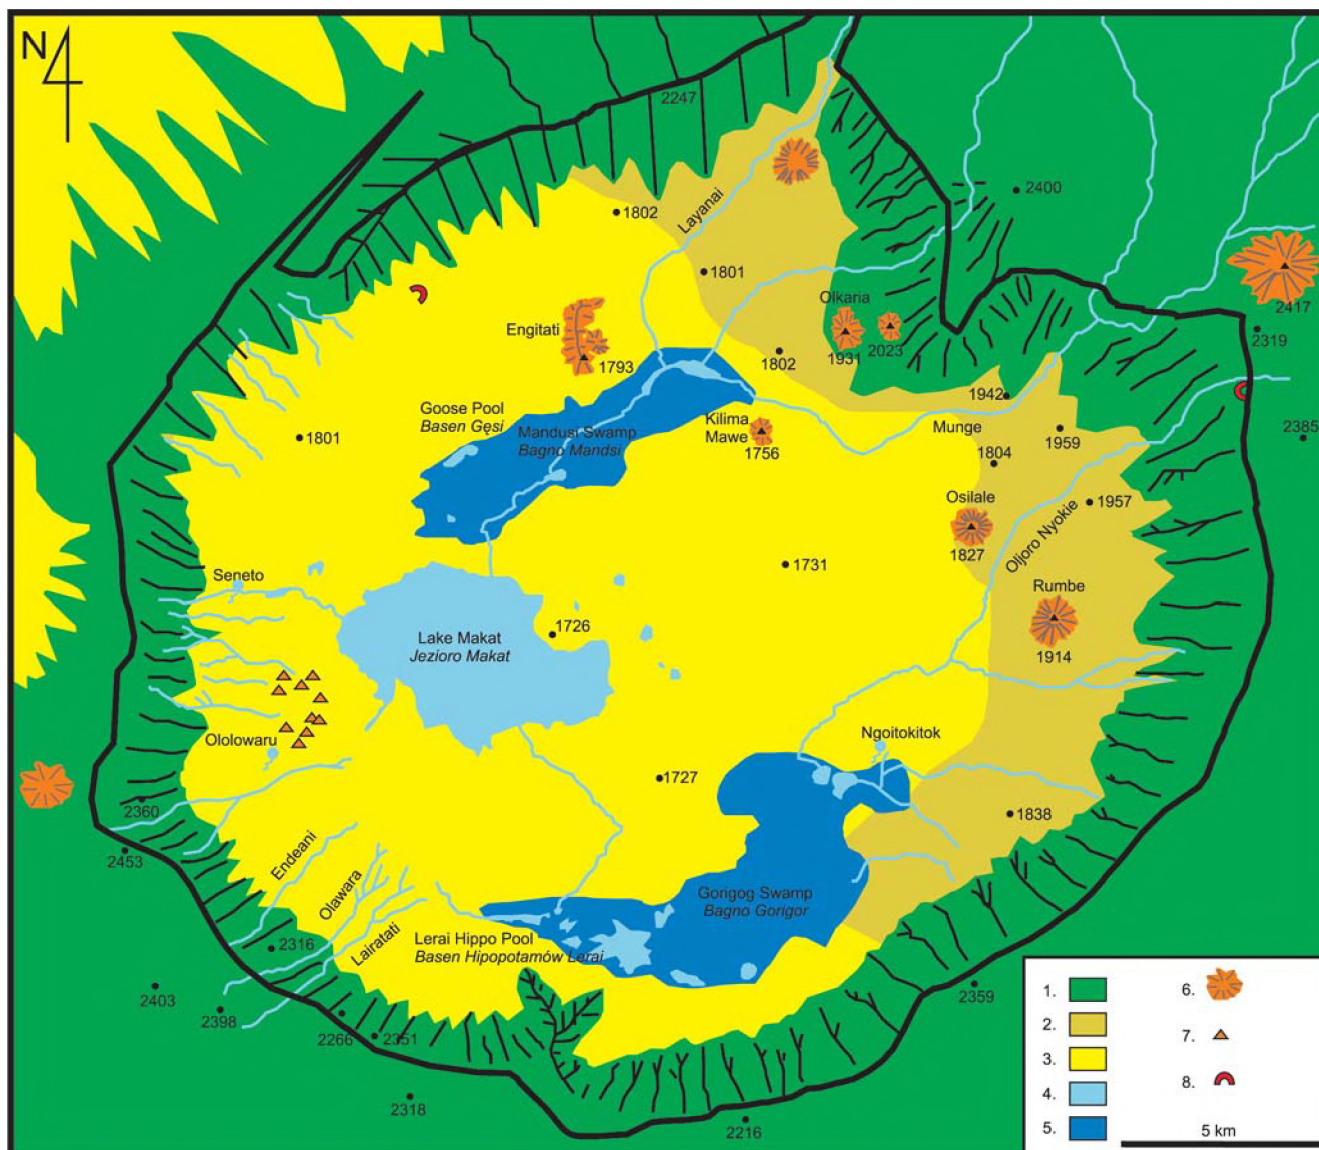 N
2247
2400
Layanai
1802
1801
2417
2319
Olkaria
1931
2023
Engitati
1793
1802
1942
Goose Pool
Basen Gęsi
Kilima
Mawe
1756
Munge
1959
2385
1801
Mandusi Swamp
Bagno Mandsi
1804
Osilale
1827
1957
Oljoro Nyokie
1731
Seneto
Rumbe
1914
1726
Lake Makat
Jezioro Makat
Ololowaru
Ngoitokitok
1727
2360
1838
2453
Endeani
Olawara
Lairatati
Gorigog Swamp
Bagno Gorigor
2316
Lerai Hippo Pool
Basen Hipopotamów Lerai
2403
2398
2266
2351
2359
2318
2216
1.
2.
3.
4.
5.
6.
7.
8.
5 km